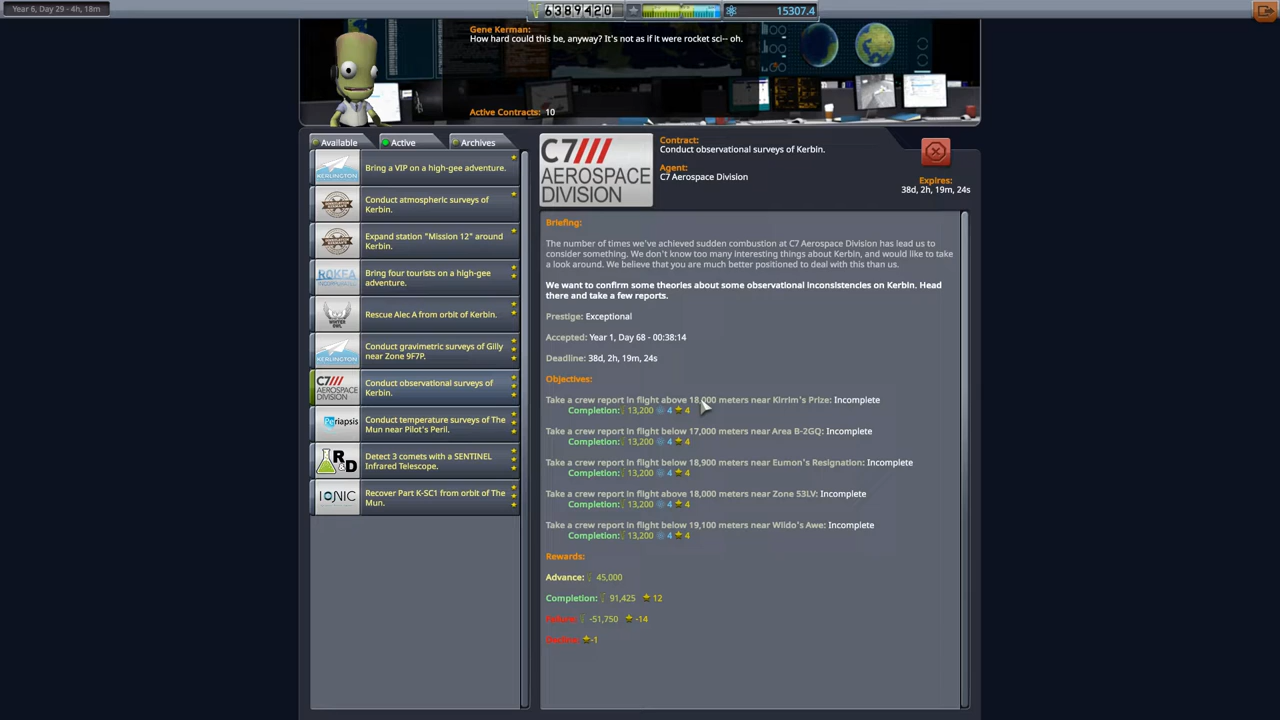 Year 6, Day 29 - 4h, 18m
6389420
15307.4
Gene Kerman:
How hard could this be, anyway? It's not as if it were rocket sci-- oh.
Active Contracts: 10
Available
Active
Archives
KERLINGTON
Bring a VIP on a high-gee adventure.
Conduct atmospheric surveys of
Kerbin.
Expand station "Mission 12" around
Kerbin.
ROKEA
Bring four tourists on a high-gee
adventure.
WINTER
OWL
Rescue Alec A from orbit of Kerbin.
KERLINGTON
Conduct gravimetric surveys of Gilly
near Zone 9F7P.
C7///
AEROSPACE
DIVISION
Conduct observational surveys of
Kerbin.
Periapsis
Conduct temperature surveys of The
Mun near Pilot's Peril.
R&D
Detect 3 comets with a SENTINEL
Infrared Telescope.
IONIC
Recover Part K-SC1 from orbit of The
Mun.
C7///
AEROSPACE
DIVISION
Contract:
Conduct observational surveys of Kerbin.
Agent:
C7 Aerospace Division
Expires:
38d, 2h, 19m, 24s
Briefing:
The number of times we've achieved sudden combustion at C7 Aerospace Division has lead us to
consider something. We don't know too many interesting things about Kerbin, and would like to take
a look around. We believe that you are much better positioned to deal with this than us.
We want to confirm some theories about some observational inconsistencies on Kerbin. Head
there and take a few reports.
Prestige: Exceptional
Accepted: Year 1, Day 68 - 00:38:14
Deadline: 38d, 2h, 19m, 24s
Objectives:
Take a crew report in flight above 18,000 meters near Kirrim's Prize: Incomplete
Completion: 13,200 4 4
Take a crew report in flight below 17,000 meters near Area B-2GQ: Incomplete
Completion: 13,200 4 4
Take a crew report in flight below 18,900 meters near Eumon's Resignation: Incomplete
Completion: 13,200 4 4
Take a crew report in flight above 18,000 meters near Zone 53LV: Incomplete
Completion: 13,200 4 4
Take a crew report in flight below 19,100 meters near Wildo's Awe: Incomplete
Completion: 13,200 4 4
Rewards:
Advance: 45,000
Completion: 91,425 12
Failure: -51,750 -14
Decline: -1